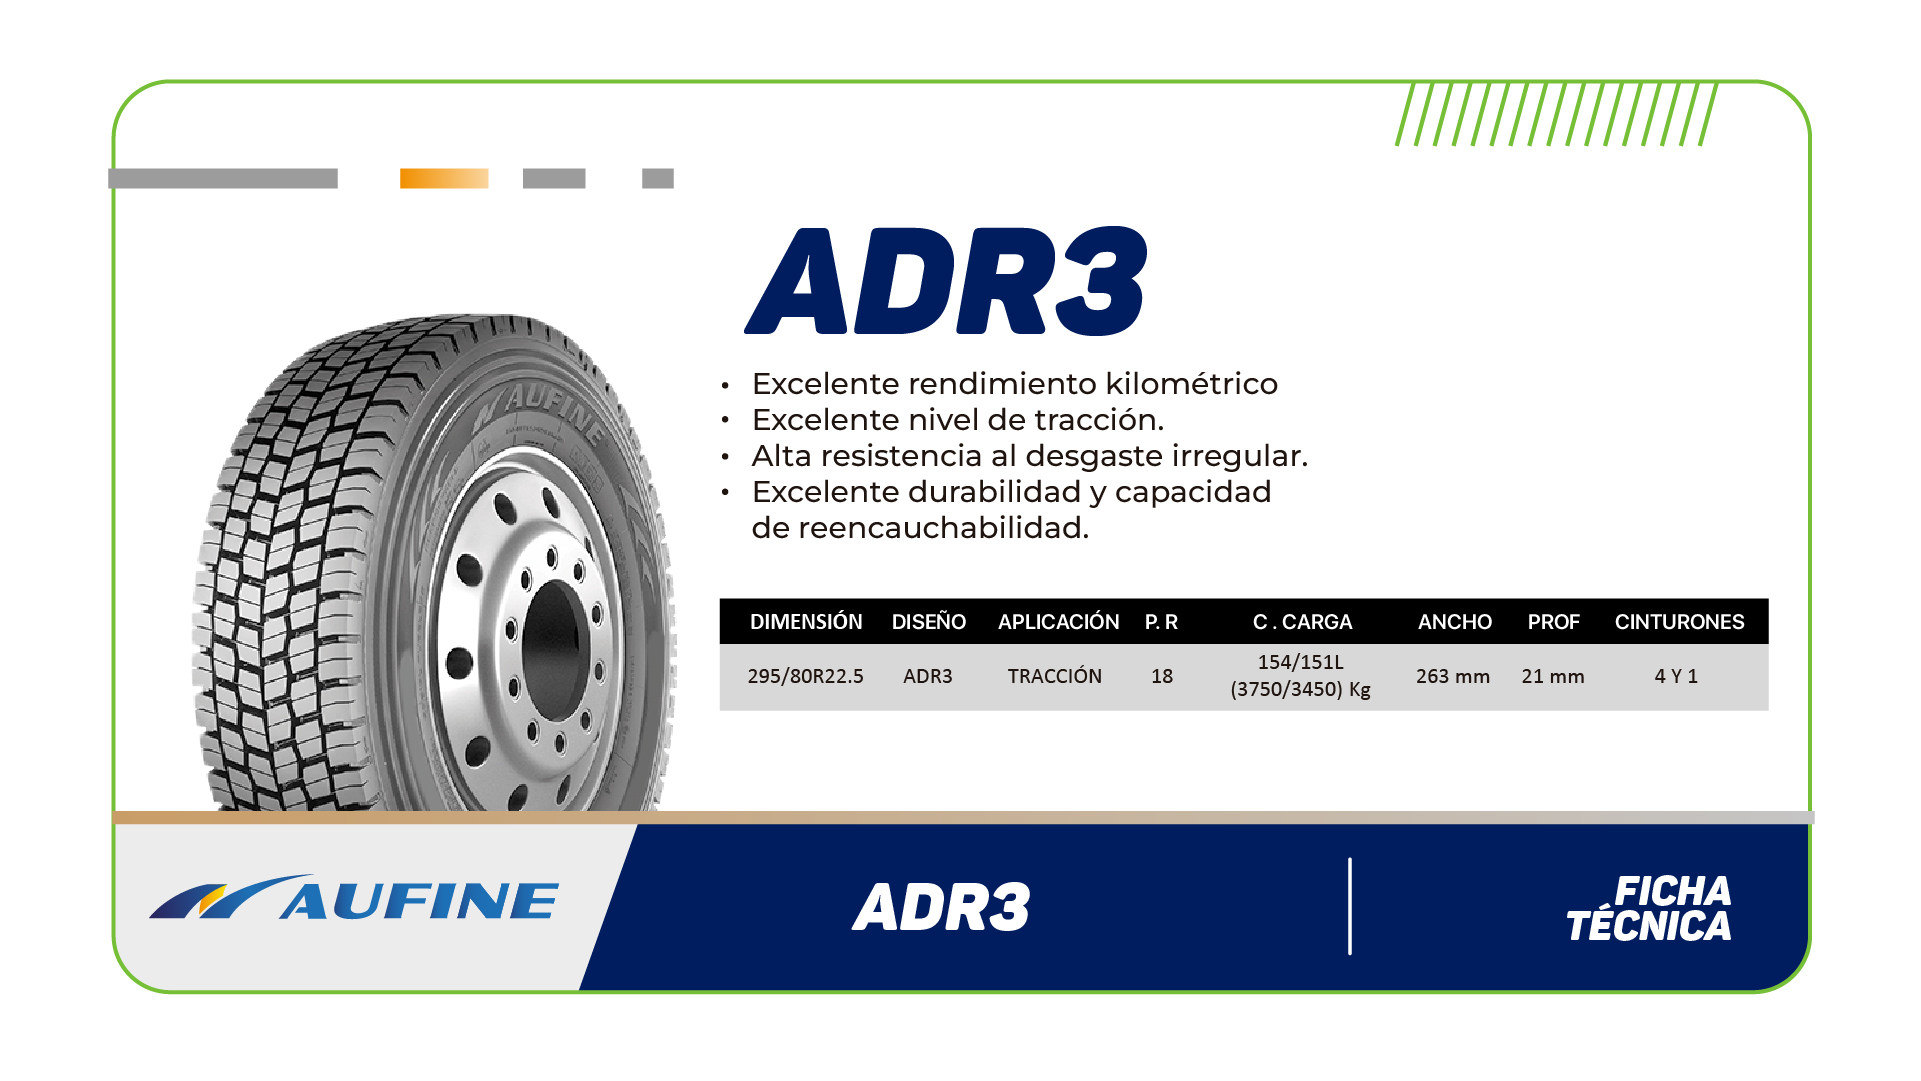 ADR3
• Excelente rendimiento kilométrico
• Excelente nivel de tracción.
• Alta resistencia al desgaste irregular.
• Excelente durabilidad y capacidad
de reencauchabilidad.
DIMENSIÓN DISEÑO APLICACIÓN P. R C . CARGA ANCHO PROF CINTURONES
295/80R22.5 ADR3 TRACCIÓN 18 154/151L (3750/3450) Kg 263 mm 21 mm 4 Y 1
AUFINE
AUFINE
ADR3
FICHA
TÉCNICA